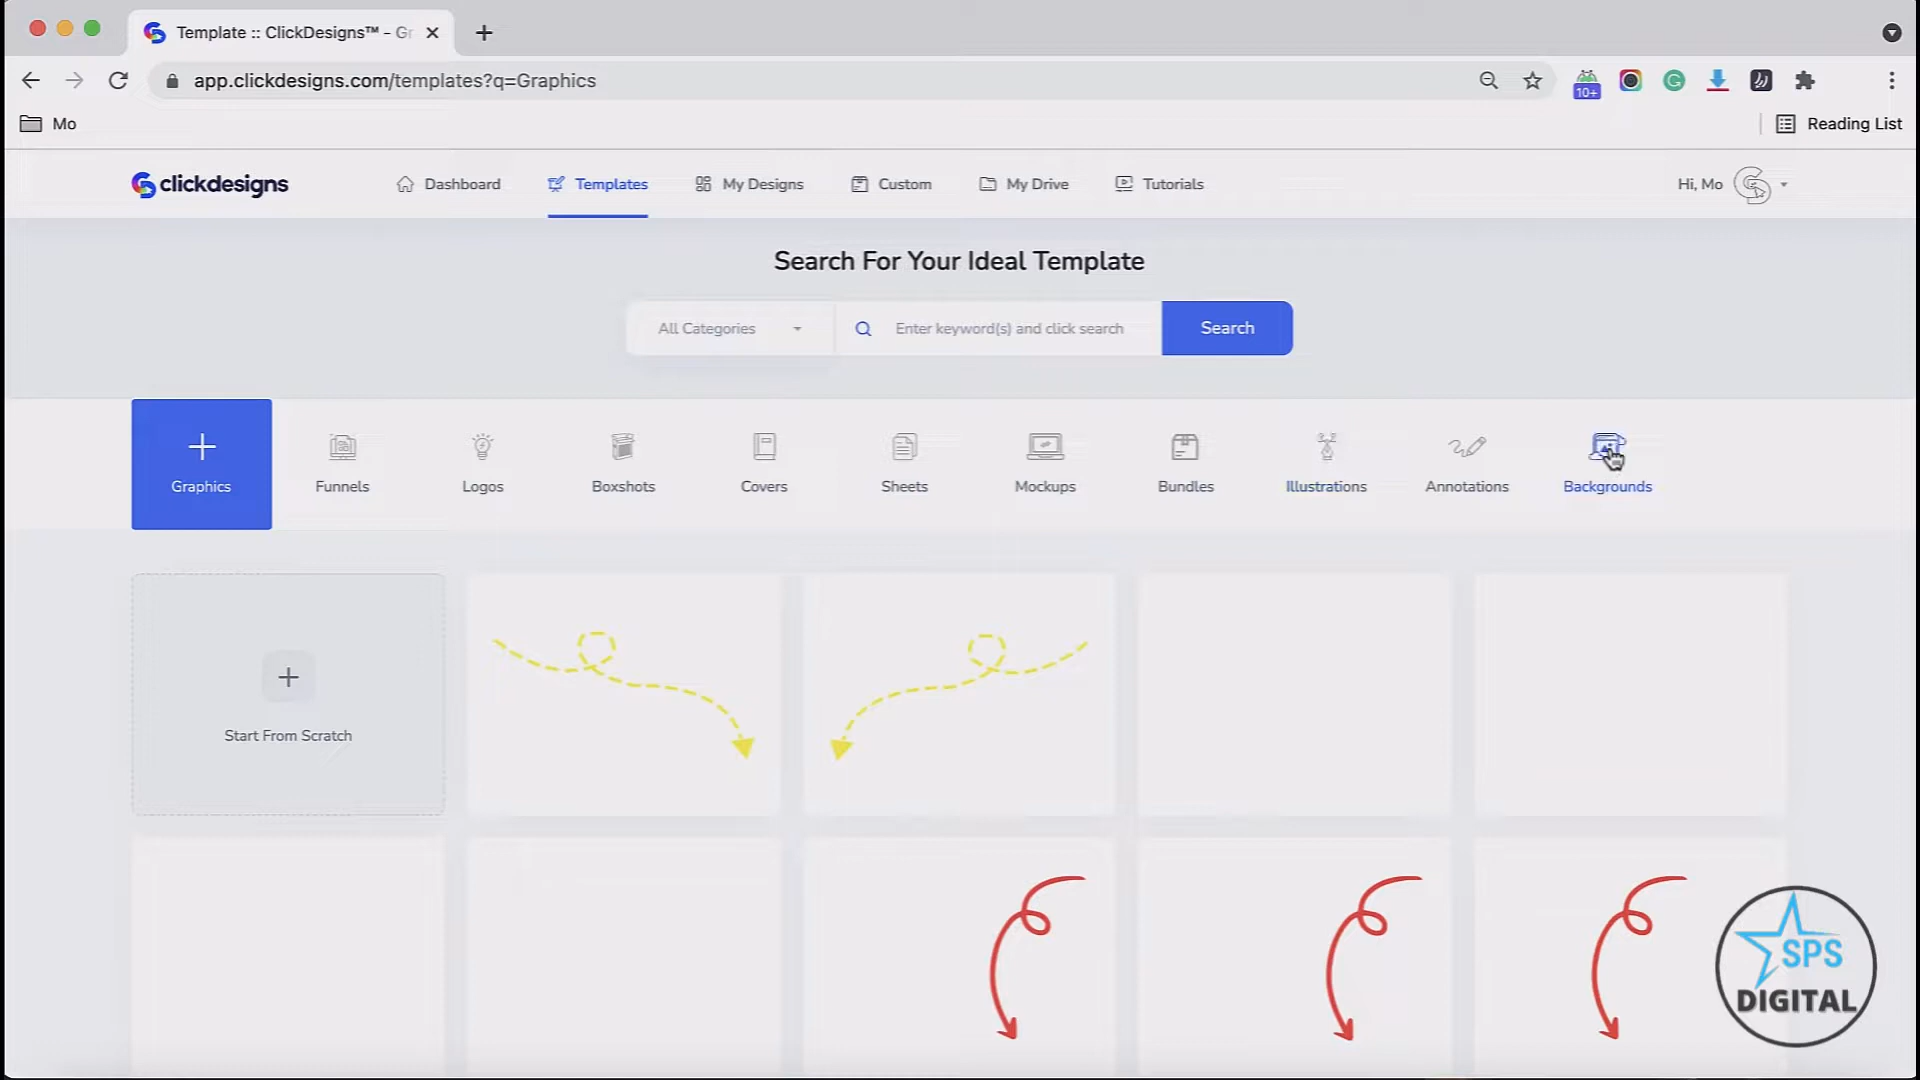 Template :: ClickDesigns™ - Gr
app.clickdesigns.com/templates?q=Graphics
10+
Mo
Reading List
clickdesigns
Dashboard
Templates
My Designs
Custom
My Drive
Tutorials
Hi, Mo
Search For Your Ideal Template
All Categories
Enter keyword(s) and click search
Search
Graphics
Funnels
Logos
Boxshots
Covers
Sheets
Mockups
Bundles
Illustrations
Annotations
Backgrounds
Start From Scratch
SPS
DIGITAL